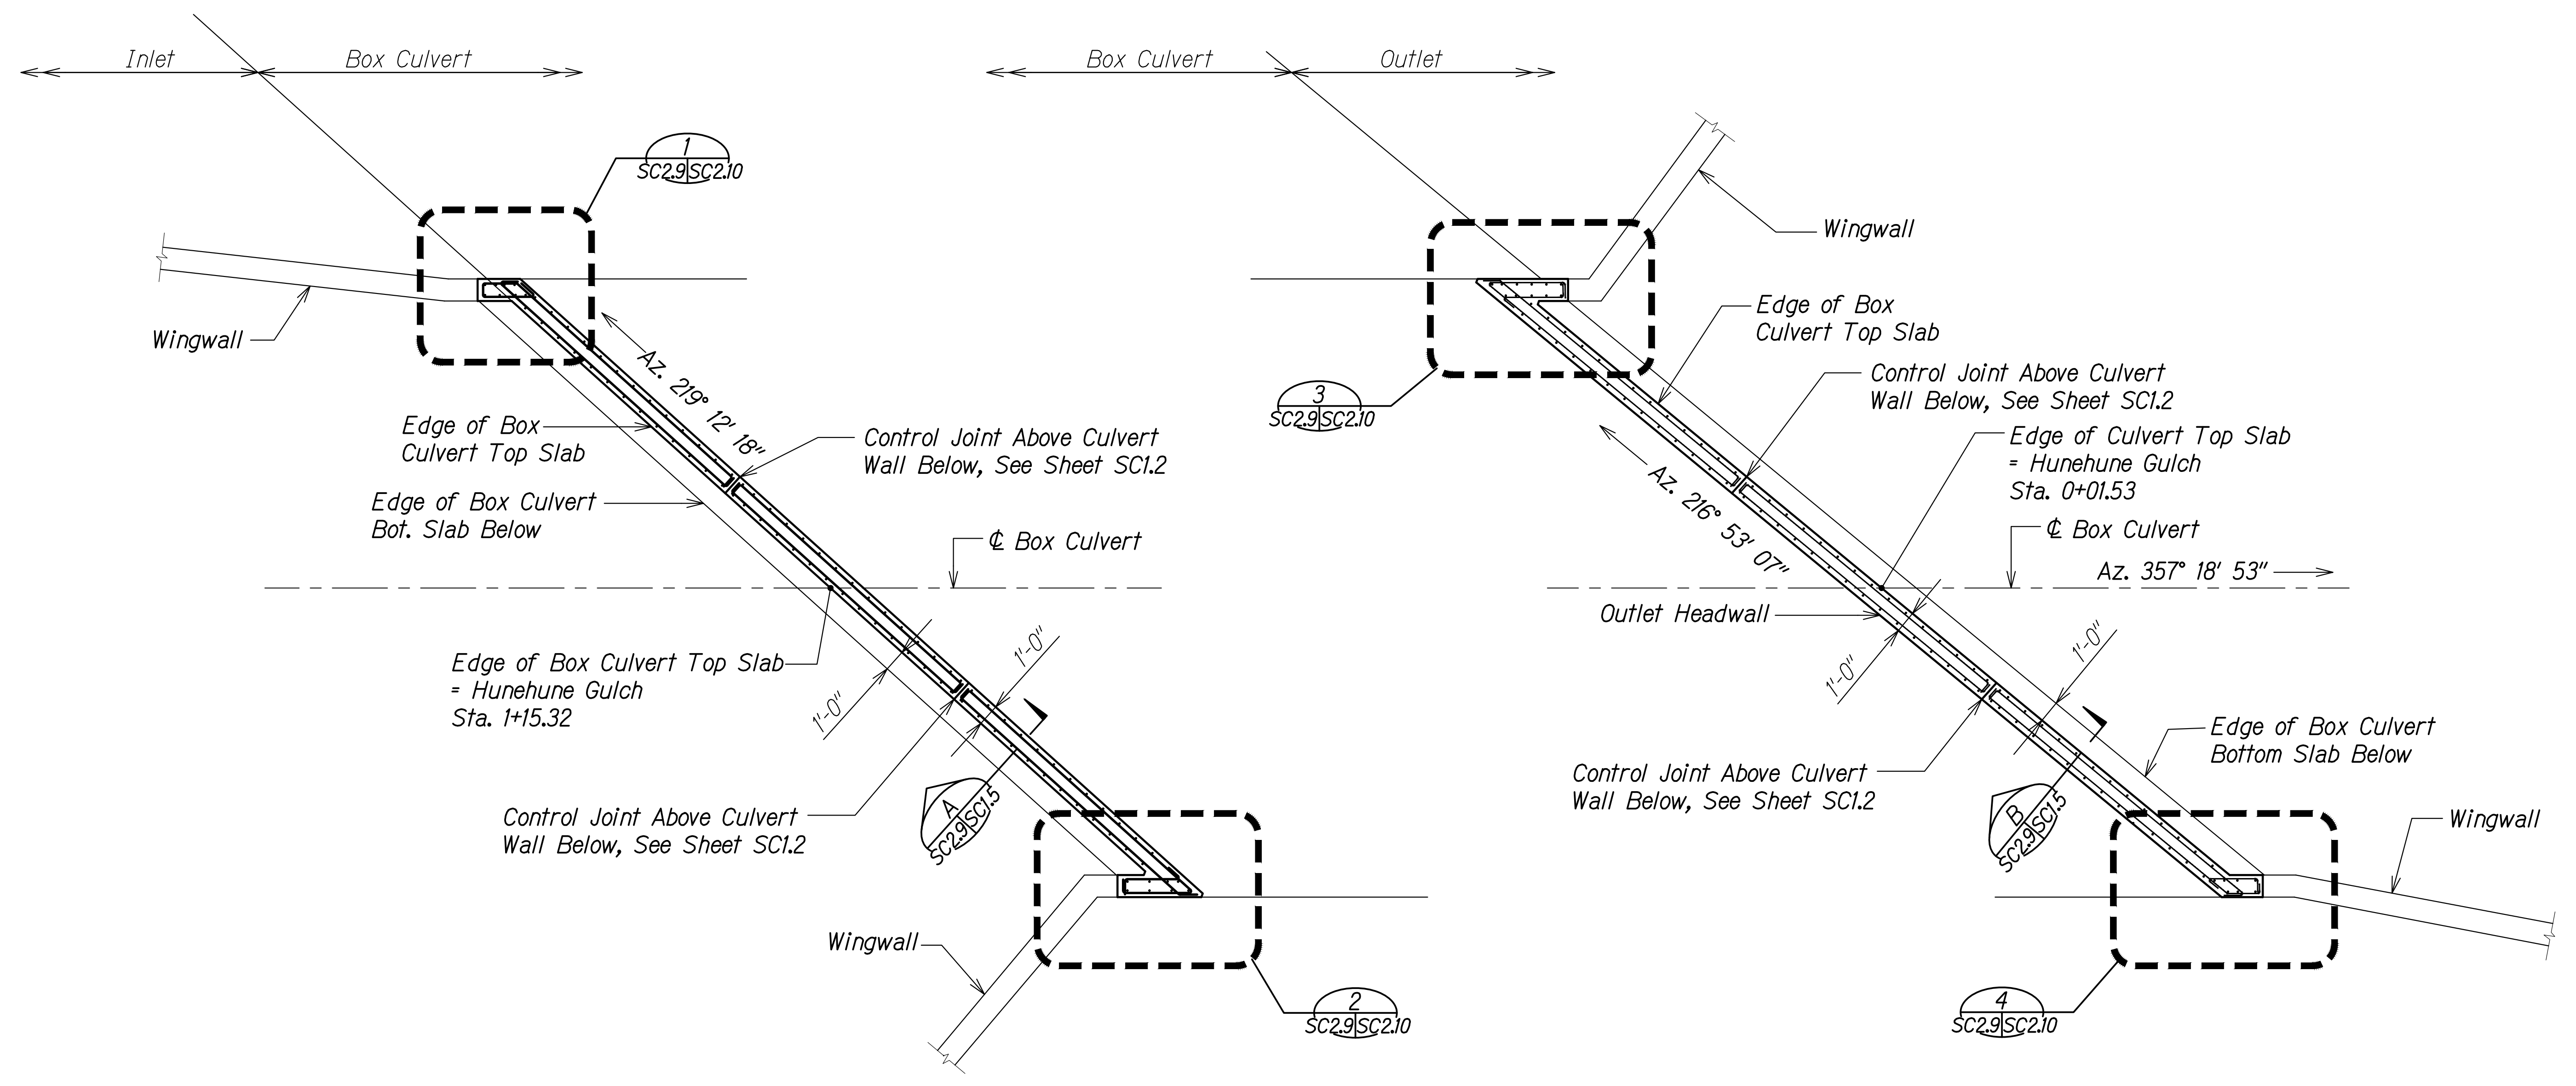 Inlet
Box Culvert
1
SC2.9 SC2.10
Wingwall
Az. 219° 12' 18"
Edge of Box
Culvert Top Slab
Control Joint Above Culvert
Wall Below, See Sheet SC1.2
Edge of Box Culvert
Bot. Slab Below
℄ Box Culvert
Edge of Box Culvert Top Slab
= Hunehune Gulch
Sta. 1+15.32
1'-0"
1'-0"
A
SC2.9 SC1.5
Control Joint Above Culvert
Wall Below, See Sheet SC1.2
Wingwall
2
SC2.9 SC2.10
Box Culvert
Outlet
Wingwall
Edge of Box
Culvert Top Slab
3
SC2.9 SC2.10
Control Joint Above Culvert
Wall Below, See Sheet SC1.2
Edge of Culvert Top Slab
= Hunehune Gulch
Sta. 0+01.53
Az. 216° 53' 07"
℄ Box Culvert
Az. 357° 18' 53"
Outlet Headwall
1'-0"
1'-0"
Edge of Box Culvert
Bottom Slab Below
Control Joint Above Culvert
Wall Below, See Sheet SC1.2
B
SC2.9 SC1.5
Wingwall
4
SC2.9 SC2.10